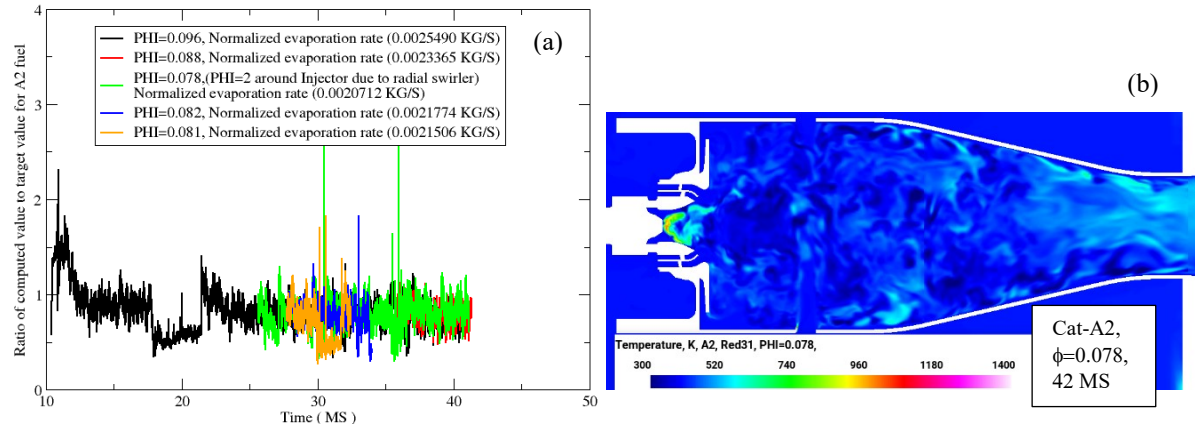 (a)
PHI=0.096, Normalized evaporation rate (0.0025490 KG/S)
PHI=0.088, Normalized evaporation rate (0.0023365 KG/S)
PHI=0.078,(PHI=2 around Injector due to radial swirler)
Normalized evaporation rate (0.0020712 KG/S)
PHI=0.082, Normalized evaporation rate (0.0021774 KG/S)
PHI=0.081, Normalized evaporation rate (0.0021506 KG/S)
Ratio of computed value to target value for A2 fuel
4
3
2
1
0
10
20
30
40
50
Time ( MS )
(b)
Temperature, K, A2, Red31, PHI=0.078,
300 520 740 960 1180 1400
Cat-A2,
ϕ=0.078,
42 MS